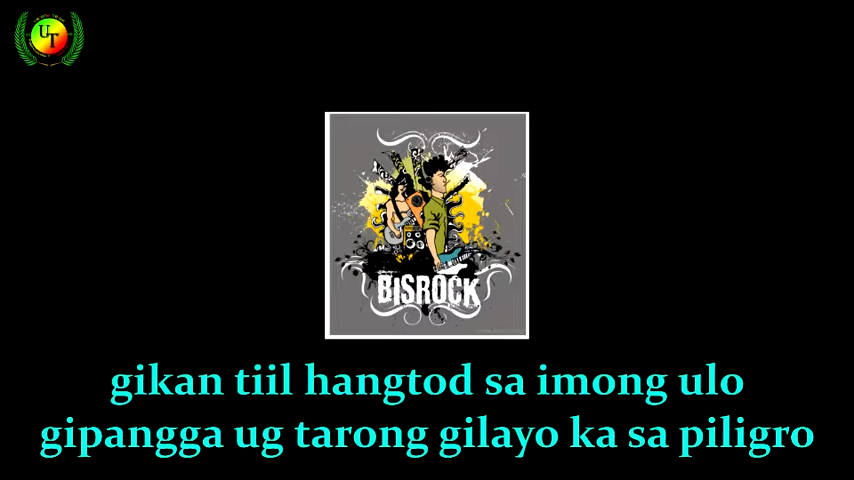 UT
BISROCK
gikan tiil hangtod sa imong ulo
gipangga ug tarong gilayo ka sa piligro